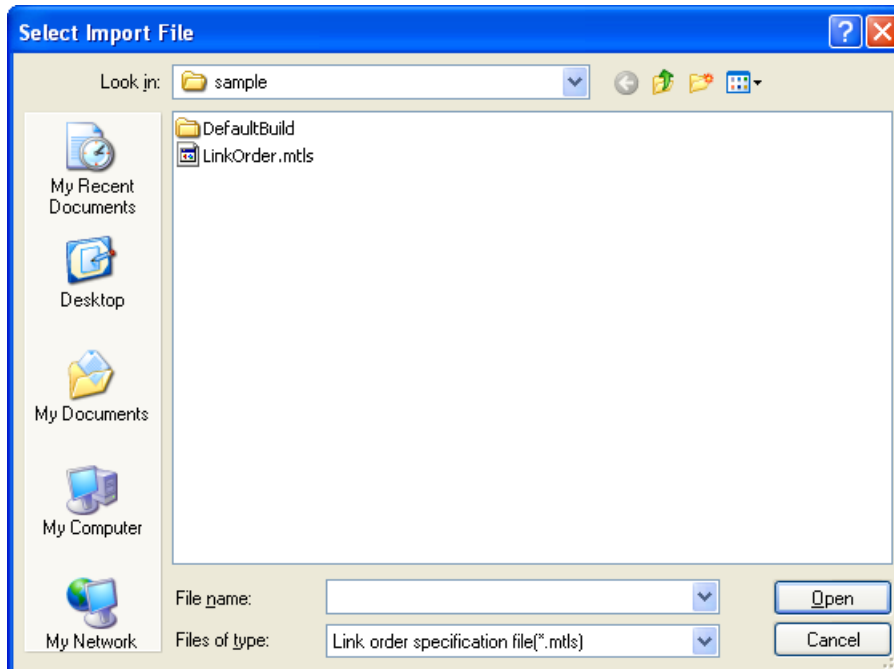 Select Import File
Look in: sample
DefaultBuild
LinkOrder.mtls
My Recent
Documents
Desktop
My Documents
My Computer
My Network
File name:
Open
Files of type: Link order specification file(*.mtls)
Cancel